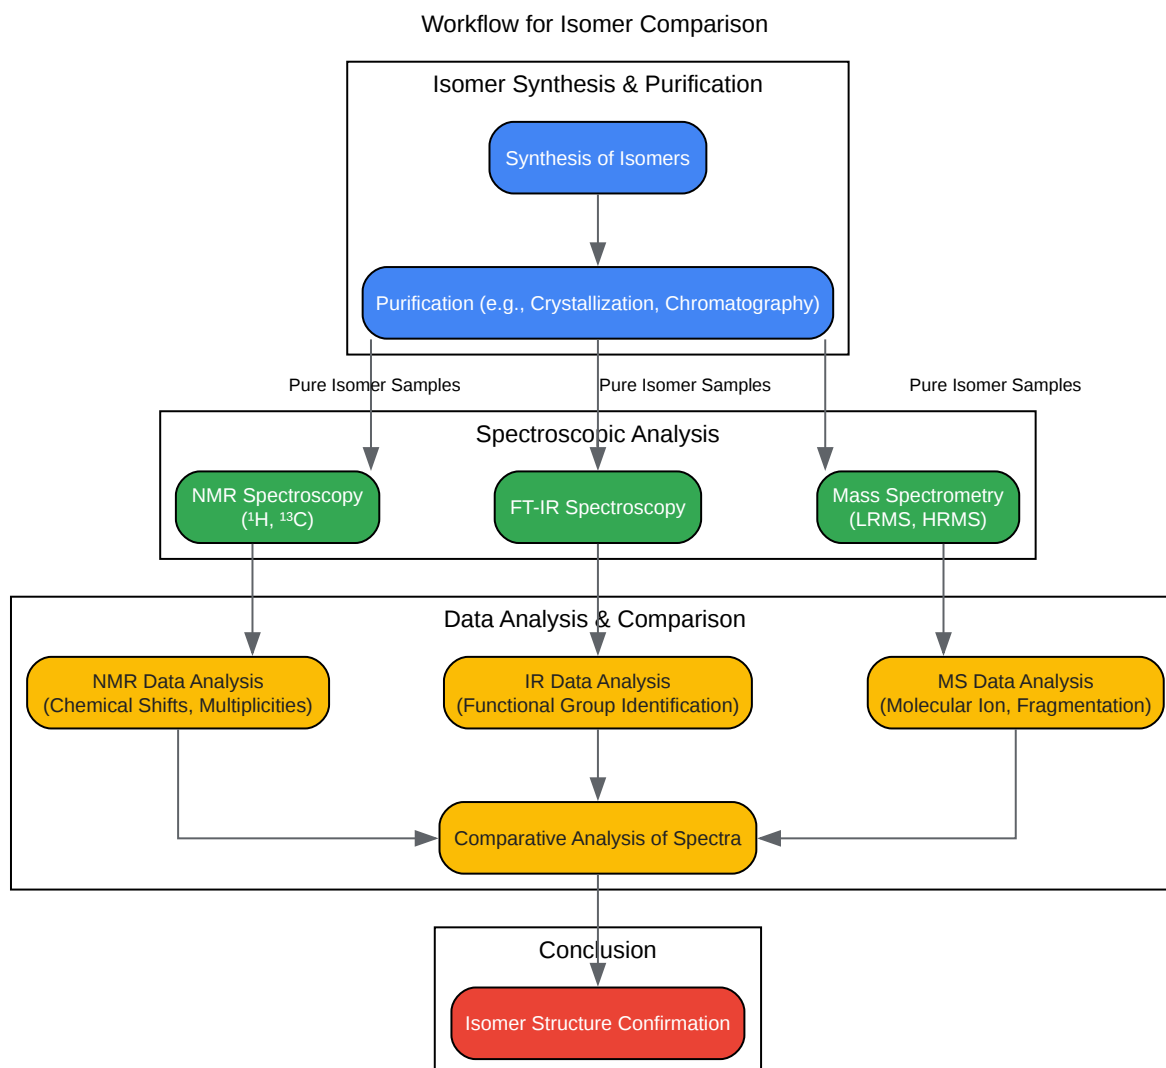 Workflow for Isomer Comparison
Isomer Synthesis & Purification
Synthesis of Isomers
Purification (e.g., Crystallization, Chromatography)
Pure Isomer Samples
Pure Isomer Samples
Pure Isomer Samples
Spectroscopic Analysis
NMR Spectroscopy
(¹H, ¹³C)
FT-IR Spectroscopy
Mass Spectrometry
(LRMS, HRMS)
Data Analysis & Comparison
NMR Data Analysis
(Chemical Shifts, Multiplicities)
IR Data Analysis
(Functional Group Identification)
MS Data Analysis
(Molecular Ion, Fragmentation)
Comparative Analysis of Spectra
Conclusion
Isomer Structure Confirmation